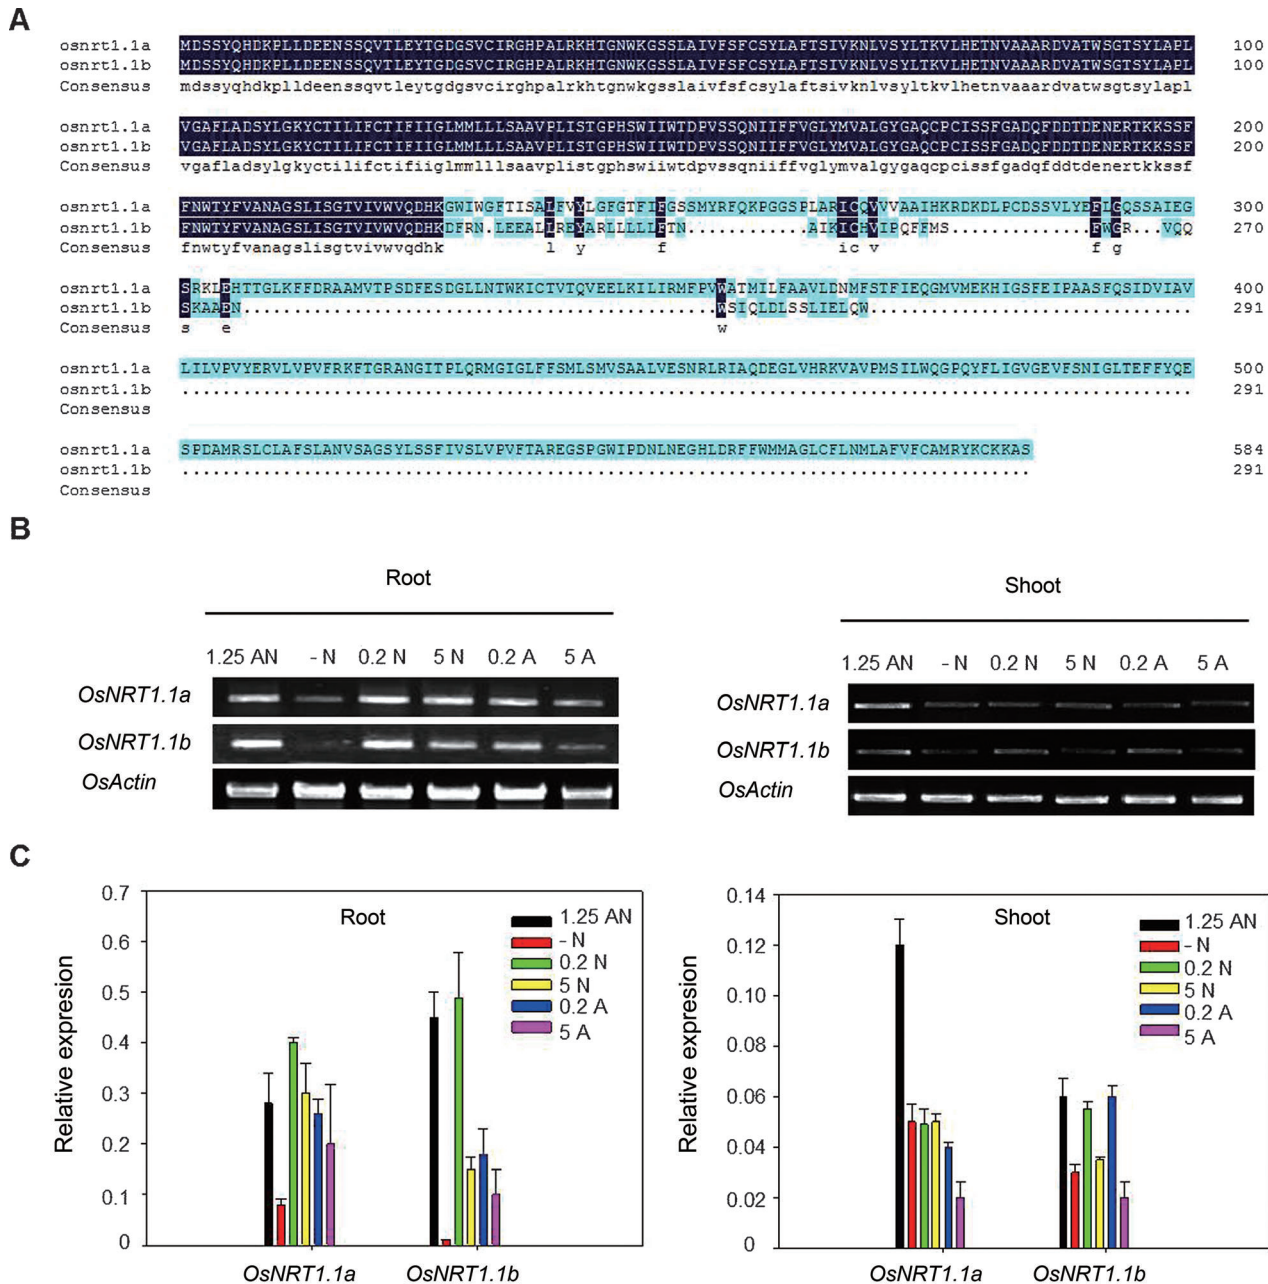 A
osnrt1.1a MDSSYQHDKPLLDEENSSQVTLEYTGDGSVCIRGHPALRKHTGNWKGSSLAIVFSFCSYLAFTSIVKNLVSYLTKVLHETNVAAARDVATWSGTSYLAPL 100
osnrt1.1b MDSSYQHDKPLLDEENSSQVTLEYTGDGSVCIRGHPALRKHTGNWKGSSLAIVFSFCSYLAFTSIVKNLVSYLTKVLHETNVAAARDVATWSGTSYLAPL 100
Consensus mdssyqhdkplldeenssqvtleytgdgsvcirghpalrkhtgnwkgsslaivfsfcsylaftsivknlvsyltkvlhetnvaaardvatwsgtsylapl
osnrt1.1a VGAFLADSYLGKYCTILIFCTIFIIGLMMLLLSAAVPLISTGPHSWIIWTDPVSSQNIIFFVGLYMVALGYGAQCPCISSFGADQFDDTDENERTKKSSF 200
osnrt1.1b VGAFLADSYLGKYCTILIFCTIFIIGLMMLLLSAAVPLISTGPHSWIIWTDPVSSQNIIFFVGLYMVALGYGAQCPCISSFGADQFDDTDENERTKKSSF 200
Consensus vgafladsylgkyctilifctifiiglmmlllsaavplistgphswiiwtdpvssqniiffvglymvalgygaqcpcissfgadqfddtdenertkkssf
osnrt1.1a FNWTYFVANAGSLISGTVIVWVQDHKGWIWGFTISALFVYLGFGTFIFGSSMYRFQKPGGSPLARICQVVVAAIHKRDKDLPCDSSVLYEFLGQSSAIEG 300
osnrt1.1b FNWTYFVANAGSLISGTVIVWVQDHKDFRN.LEEALLREYARLLLLLFTN............AIKICHVIPQFFMS..............FWGR...VQQ 270
Consensus fnwtyfvanagslisgtvivwvqdhk l y f ic v f g
osnrt1.1a SRKLEHTTGLKFFDRAAMVTPSDFESDGLLNTWKICTVTQVEELKILIRMFPVWATMILFAAVLDNMFSTFIEQGMVMEKHIGSFEIPAASFQSIDVIAV 400
osnrt1.1b SKAAEN...............................................WSIQLDLSSLIELQW................................ 291
Consensus s e w
osnrt1.1a LILVPVYERVLVPVFRKFTGRANGITPLQRMGIGLFFSMLSMVSAALVESNRLRIAQDEGLVHRKVAVPMSILWQGPQYFLIGVGEVFSNIGLTEFFYQE 500
osnrt1.1b .................................................................................................... 291
Consensus
osnrt1.1a SPDAMRSLCLAFSLANVSAGSYLSSFIVSLVPVFTAREGSPGWIPDNLNEGHLDRFFWMMAGLCFLNMLAFVFCAMRYKCKKAS 584
osnrt1.1b .................................................................................... 291
Consensus
B
Root
1.25 AN - N 0.2 N 5 N 0.2 A 5 A
OsNRT1.1a
OsNRT1.1b
OsActin
Shoot
1.25 AN - N 0.2 N 5 N 0.2 A 5 A
OsNRT1.1a
OsNRT1.1b
OsActin
C
Relative expresion
0.7
0.6
0.5
0.4
0.3
0.2
0.1
0
Root
1.25 AN
- N
0.2 N
5 N
0.2 A
5 A
OsNRT1.1a OsNRT1.1b
Relative expresion
0.14
0.12
0.10
0.08
0.06
0.04
0.02
0
Shoot
1.25 AN
- N
0.2 N
5 N
0.2 A
5 A
OsNRT1.1a OsNRT1.1b